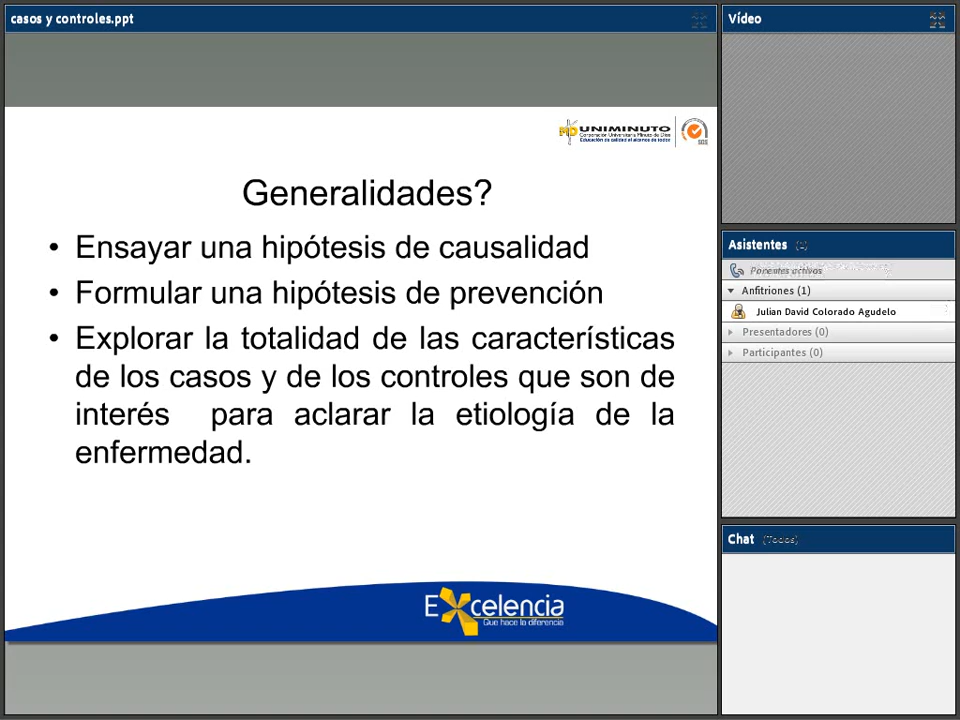 casos y controles.ppt
UNIMINUTO
Corporación Universitaria Minuto de Dios
Educación de calidad al alcance de todos
SGS
Generalidades?
• Ensayar una hipótesis de causalidad
• Formular una hipótesis de prevención
• Explorar la totalidad de las características
de los casos y de los controles que son de
interés para aclarar la etiología de la
enfermedad.
Excelencia
Que hace la diferencia
Vídeo
Asistentes (1)
Ponentes activos
Anfitriones (1)
Julian David Colorado Agudelo
Presentadores (0)
Participantes (0)
Chat (Todos)